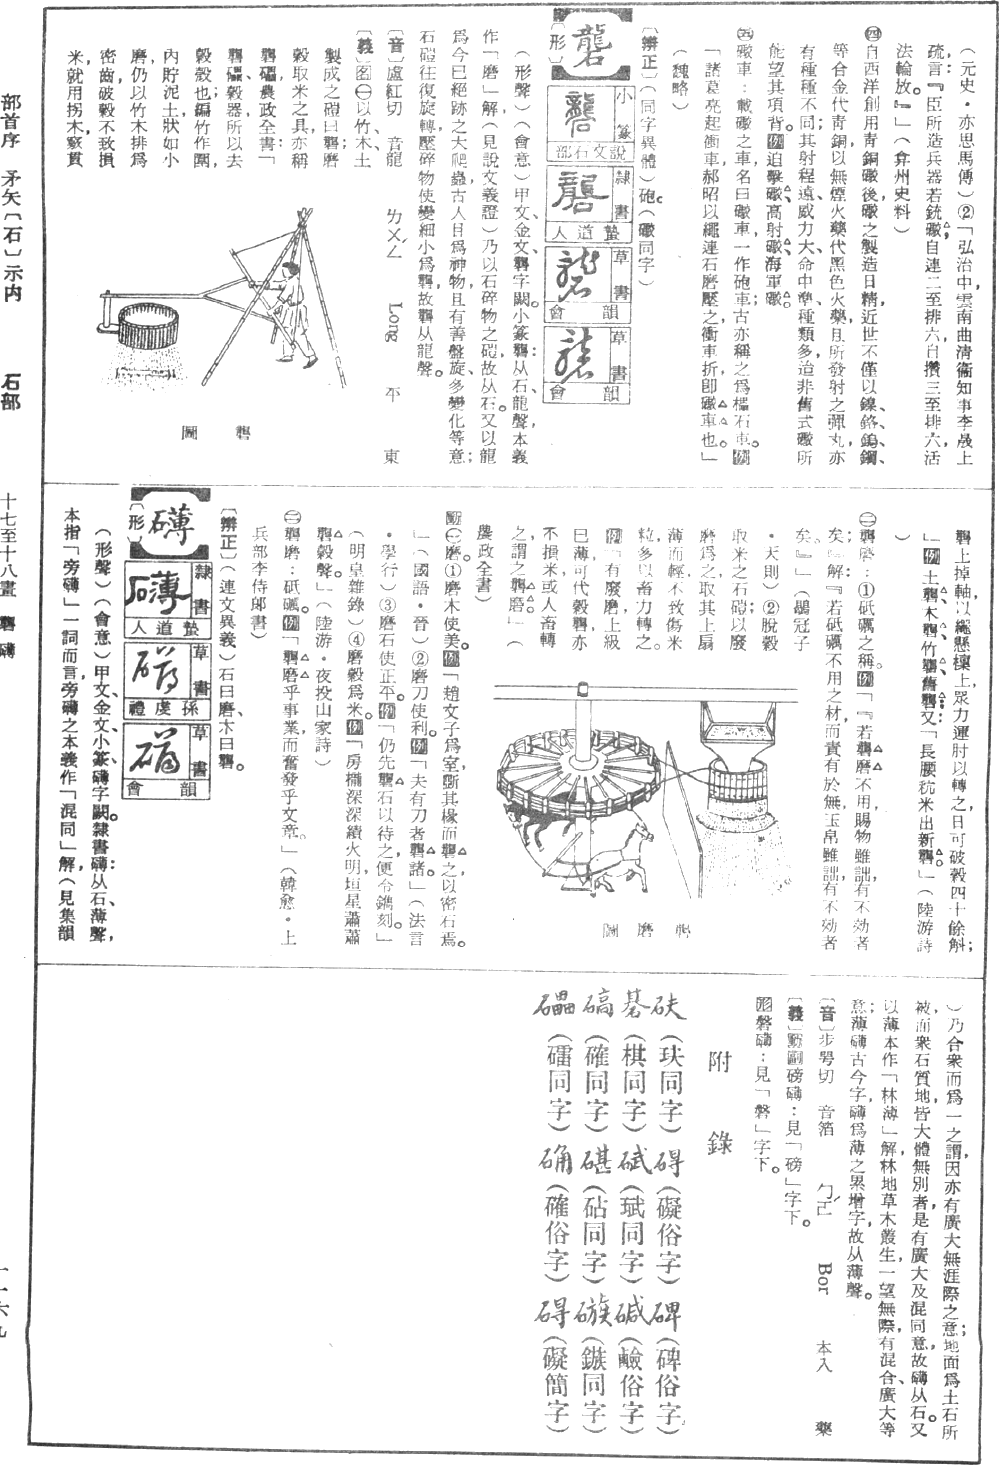 （元史·亦思馬傳）②「弘治中，雲南曲清衞知事李晟上
疏言：『臣所造兵器若銃礮，自連二至排六，自攢三至排六，活
法輪放。』」（弇州史料）
㈣自西洋創用青銅礮後，礮之製造日精，近世不僅以鎳、鉻、鎢、鋼、
等合金代青銅，以無煙火藥代黑色火藥，且所發射之彈丸，亦
有種種不同；其射程遠，威力大，命中準，種類多，迨非舊式礮所
能望其項背。例迫擊礮，高射礮，海軍礮。
㈤礮車：載礮之車，名曰礮車，一作砲車，古亦稱之爲欞石車。例
「諸葛亮起衝車，郝昭以繩連石磨壓之，衝車折，卽礮車也。」
（魏略）
〔辨正〕（同字異體）砲。（礮同字）
礱
〔形〕
小篆
說文石部
隸書
蟄道人
草書
韻會
草書
韻會
（形聲）（會意）甲文、金文、礱字闕。小篆礱：从石、龍聲，本義
作「磨」解，（見說文義證）乃以石碎物之磑，故从石。又以龍
爲今已絕跡之大爬蟲，古人目爲神物，且有善盤旋，多變化等意；
石磑往復旋轉，壓碎物使變細小爲礱，故礱从龍聲。
〔音〕盧紅切　音龍　ㄌㄨㄥˊ　Long　平　東
〔義〕名㈠以竹、木、土
製成之磑曰；礱磨
穀取米之具，亦稱
礱礧。農政全書：「
礱礧，穀器，所以去
穀殼也；編竹作圍，
內貯泥土，狀如小
磨，仍以竹木排爲
密齒，破穀不致損
米，就用拐木竅貫
礱圖
礱上掉軸，以繩懸檁上，眾力運肘以轉之，日可破穀四十餘斛；
」例土礱，木礱，竹礱，舊礱。又：「長腰秔米出新礱。」（陸游詩
）
㈡礱磨：①砥礪之稱。例「『若礱磨不用，賜物雖詘，有不効者
矣』；解：『若砥礪不用之材，而責有於無，玉帛雖詘，有不効者
矣。』」（鶡冠子
·天則）②脫穀
取米之石磑；以廢
磨爲之，取其上扇
薄而輕，不致傷米
粒，多以畜力轉之。
例「有廢磨上級
已薄，可代穀礱，亦
不損米，或人畜轉
之，謂之礱磨」（
農政全書）
礱磨圖
動㈠磨。①磨木使美。例「趙文子爲室，斲其椽而礱之，以密石焉。
」（國語·晉）②磨刀使利。例「夫有刀者礱諸。」（法言
·學行）③磨石使正平。例「仍先礱石以待之，便令鐫刻。」
（明皇雜錄）④磨穀爲米。例「房櫳深深績火明，垣屋蕭蕭
礱穀聲。」（陸游·夜投山家詩）
㈡礱磨：砥礪。例「礱磨乎事業，而奮發乎文章。」（韓愈·上
兵部李侍郎書）
〔辨正〕（連文異義）石曰磨，木曰礱。
礴
〔形〕
隸書
蟄道人
草書
孫虔禮
草書
韻會
（形聲）（會意）甲文、金文、小篆、礴字闕。隸書礴：从石、薄聲，
本指「旁礴」一詞而言，旁礴之本義作「混同」解，（見集韻
）乃合衆而爲一之謂，因亦有廣大無涯際之意；地面爲土石所
被，而衆石質地，皆大體無別者，是有廣大及混同意，故礴从石。又
以薄本作「林薄」解，林地草木叢生，一望無際，有混合、廣大等
意；薄礴古今字，礴爲薄之累增字，故从薄聲。
〔音〕步粤切　音箔　ㄅㄛˊ　Bor　本入　藥
〔義〕動副磅礴：見「磅」字下。
形磐礴：見「磐」字下。
附錄
砆（玞同字）碍（礙俗字）碑（碑俗字）
碁（棋同字）碔（珷同字）碱（鹼俗字）
碻（確同字）碪（砧同字）磃（鏃同字）
礧（礌同字）确（確俗字）碍（礙簡字）
部首序　矛矢〔石〕示内　石部　十七至十八畫　礱礴　一一六九